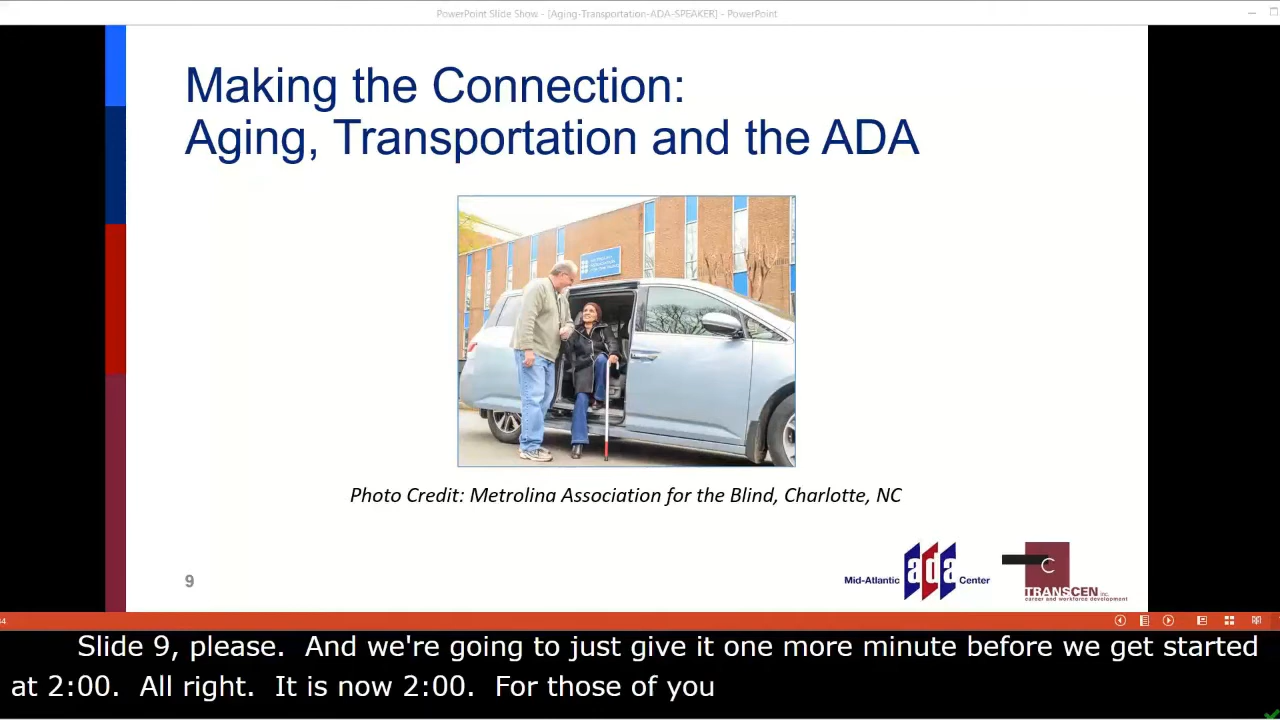 PowerPoint Slide Show - [Aging-Transportation-ADA-SPEAKER] - PowerPoint
Making the Connection:
Aging, Transportation and the ADA
Photo Credit: Metrolina Association for the Blind, Charlotte, NC
9
Mid-Atlantic ada Center
C
TRANSCEN inc.
career and workforce development
Slide 9, please. And we're going to just give it one more minute before we get started
at 2:00. All right. It is now 2:00. For those of you